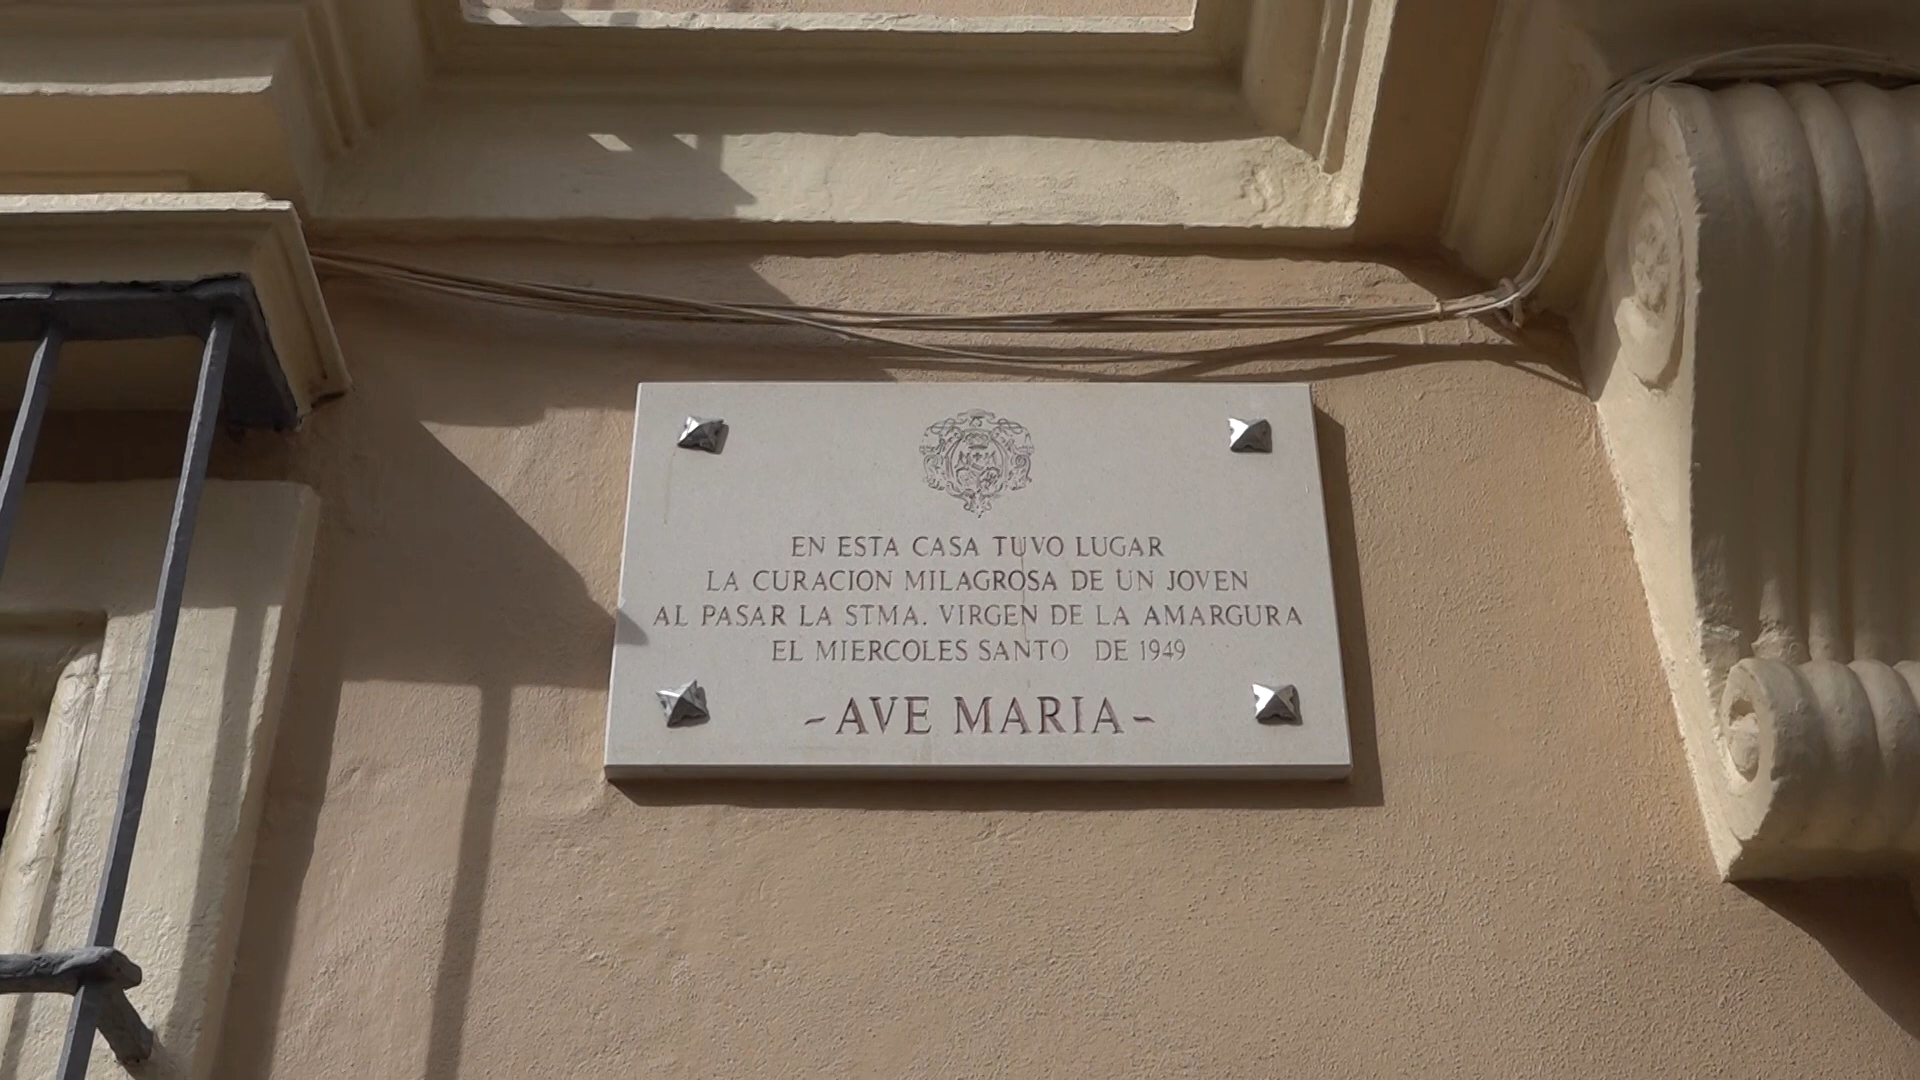 EN ESTA CASA TUVO LUGAR
LA CURACION MILAGROSA DE UN JOVEN
AL PASAR LA STMA. VIRGEN DE LA AMARGURA
EL MIERCOLES SANTO DE 1949
-AVE MARIA-